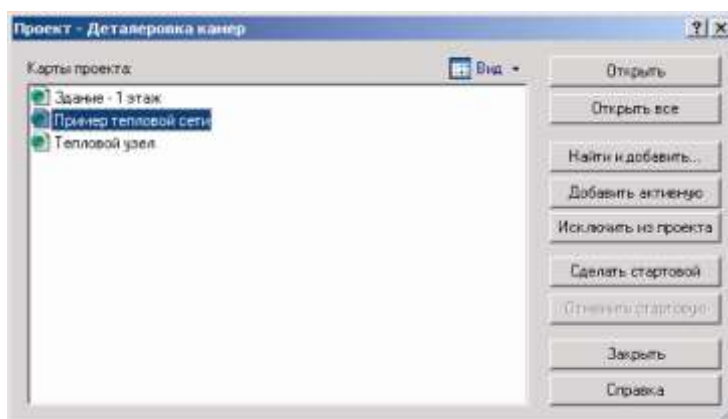 Проект - Деталеровка камер
Карты проекта:
Вид
Здание - 1 этаж
Пример тепловой сети
Тепловой узел
Открыть
Открыть все
Найти и добавить...
Добавить активную
Исключить из проекта
Сделать стартовой
Отменить стартовую
Закрыть
Справка